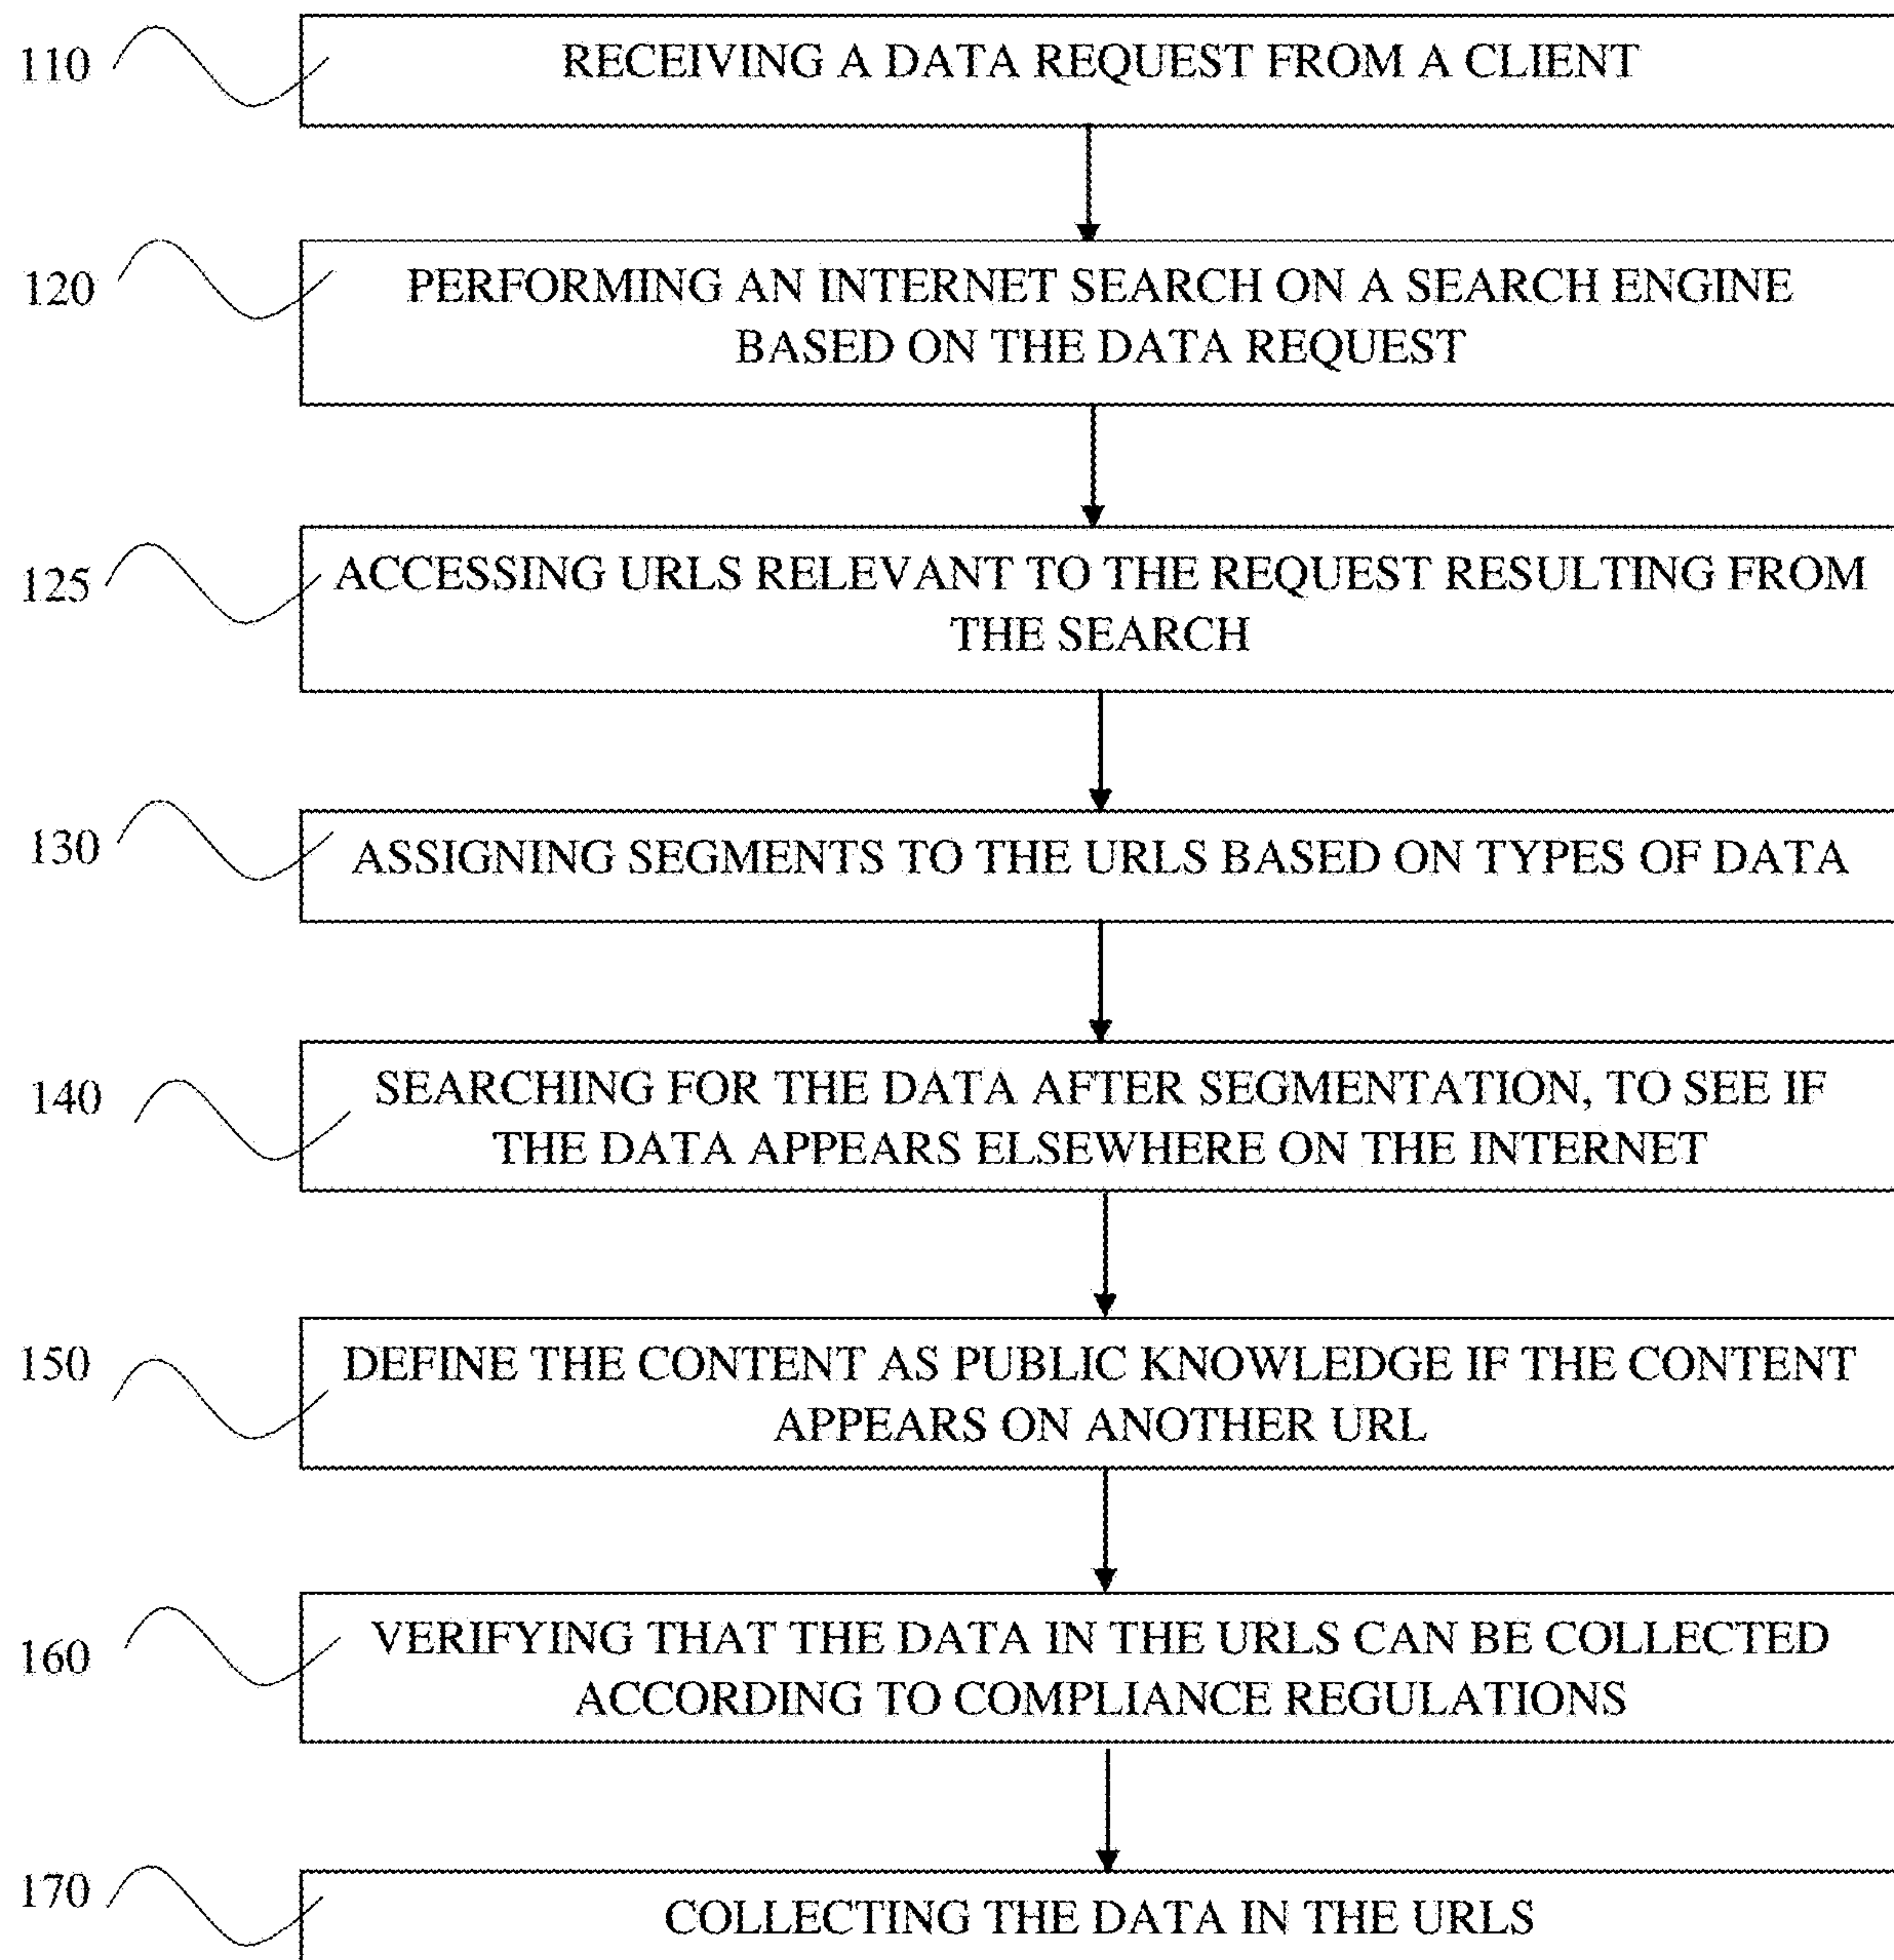 110
RECEIVING A DATA REQUEST FROM A CLIENT
120
PERFORMING AN INTERNET SEARCH ON A SEARCH ENGINE
BASED ON THE DATA REQUEST
125
ACCESSING URLS RELEVANT TO THE REQUEST RESULTING FROM
THE SEARCH
130
ASSIGNING SEGMENTS TO THE URLS BASED ON TYPES OF DATA
140
SEARCHING FOR THE DATA AFTER SEGMENTATION, TO SEE IF
THE DATA APPEARS ELSEWHERE ON THE INTERNET
150
DEFINE THE CONTENT AS PUBLIC KNOWLEDGE IF THE CONTENT
APPEARS ON ANOTHER URL
160
VERIFYING THAT THE DATA IN THE URLS CAN BE COLLECTED
ACCORDING TO COMPLIANCE REGULATIONS
170
COLLECTING THE DATA IN THE URLS